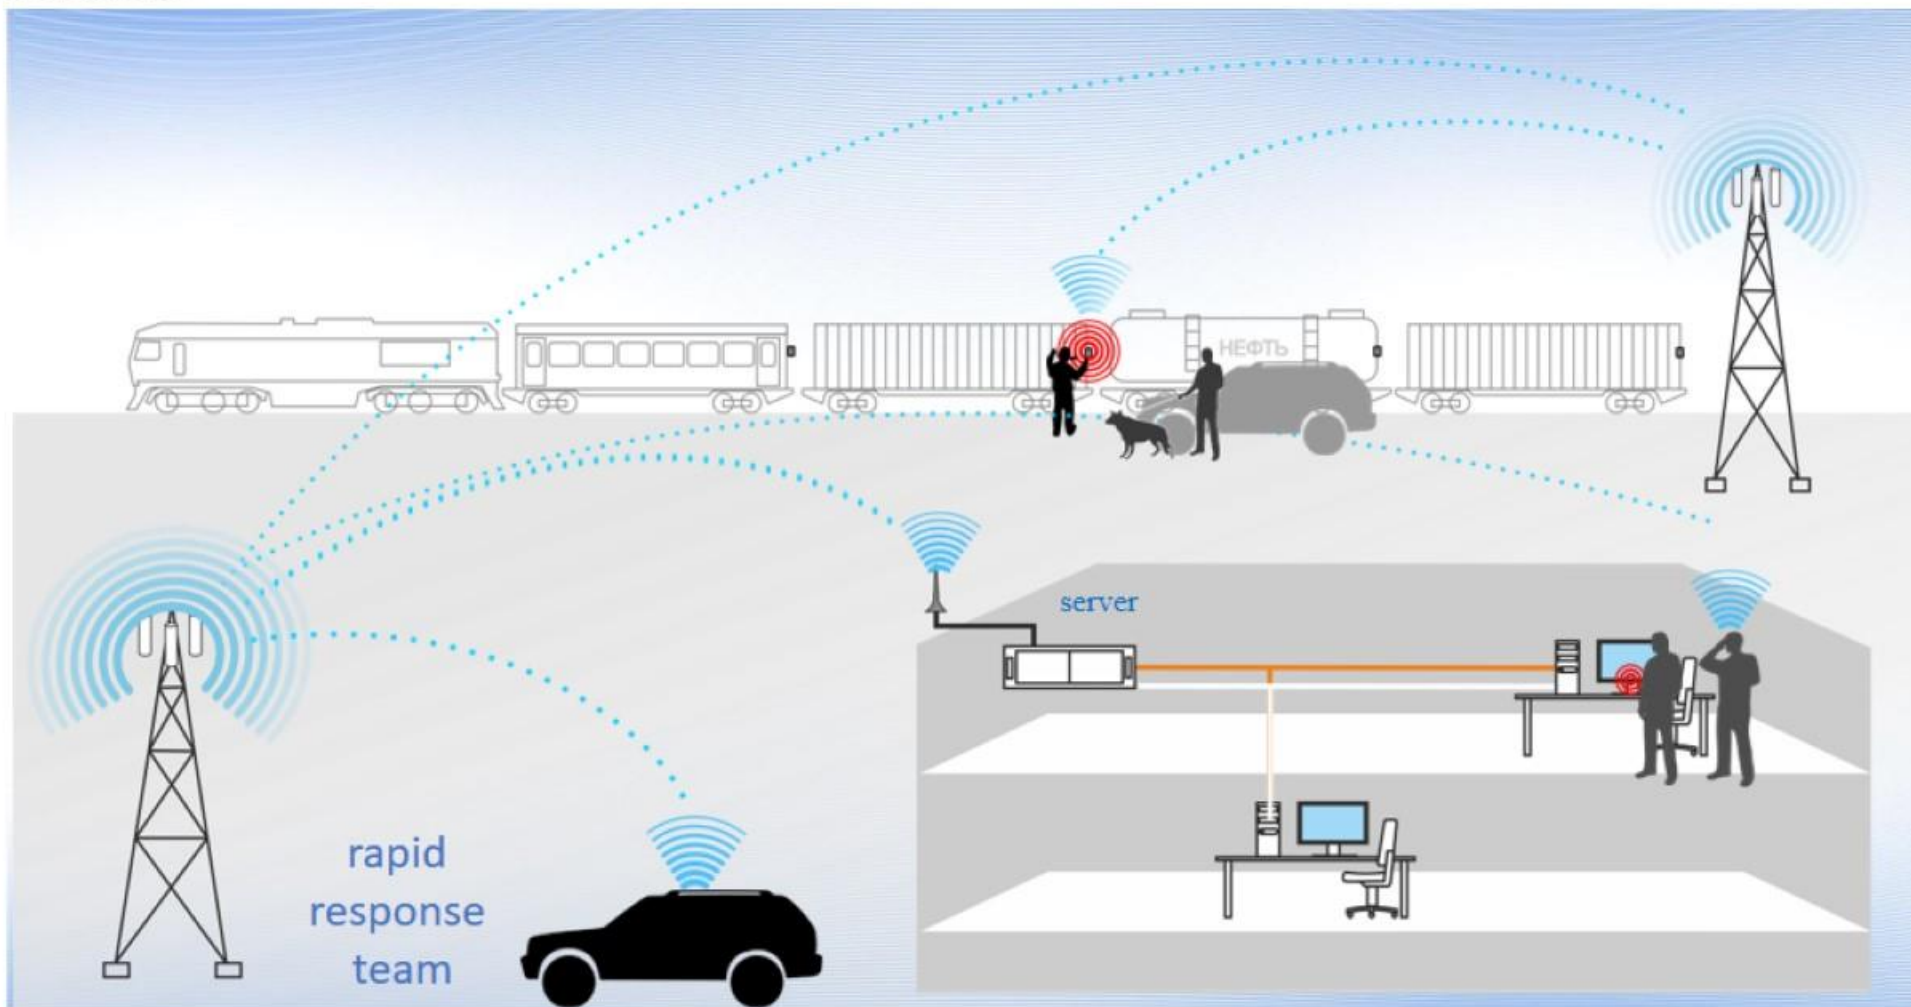 НЕФТЬ
server
rapid
response
team